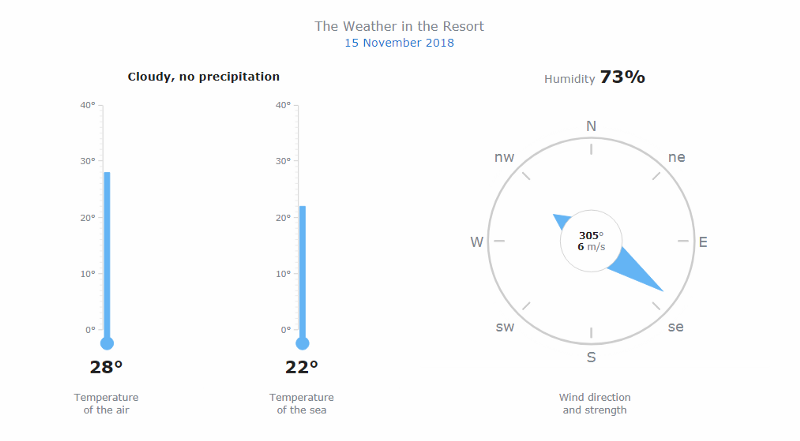 The Weather in the Resort
15 November 2018
Cloudy, no precipitation
40°
30°
20°
10°
0°
28°
Temperature
of the air
40°
30°
20°
10°
0°
22°
Temperature
of the sea
Humidity 73%
N
nw
ne
W
305°
6 m/s
E
sw
se
S
Wind direction
and strength